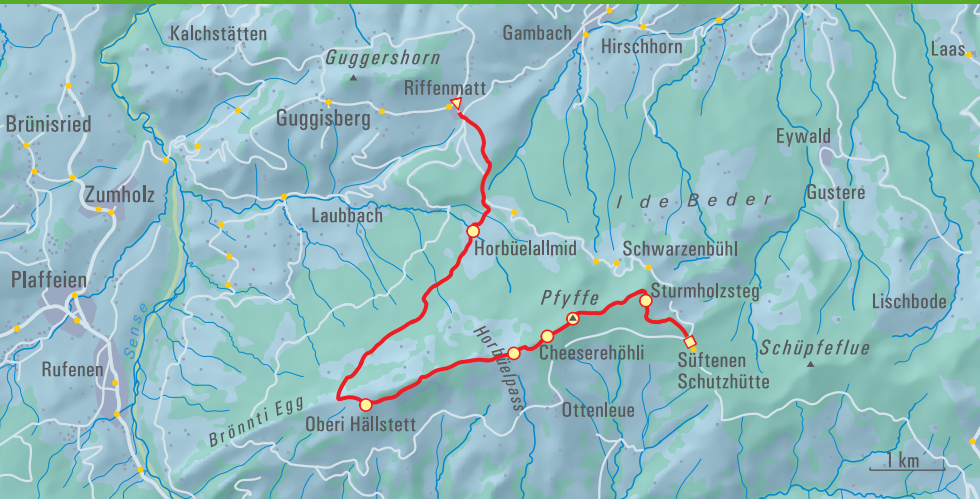 Kalchstätten
Gambach
Hirschhorn
Laas
Guggershorn
Riffenmatt
Guggisberg
Brünisried
Eywald
Zumholz
Gustere
I de Beder
Laubbach
Horbüelallmid
Schwarzenbühl
Plaffeien
Sense
Pfyffe
Sturmholzsteg
Lischbode
Horbüelpass
Cheeserehöhli
Schüpfeflue
Rufenen
Süftenen
Schutzhütte
Brönnti Egg
Oberi Hällstett
Ottenleue
1 km